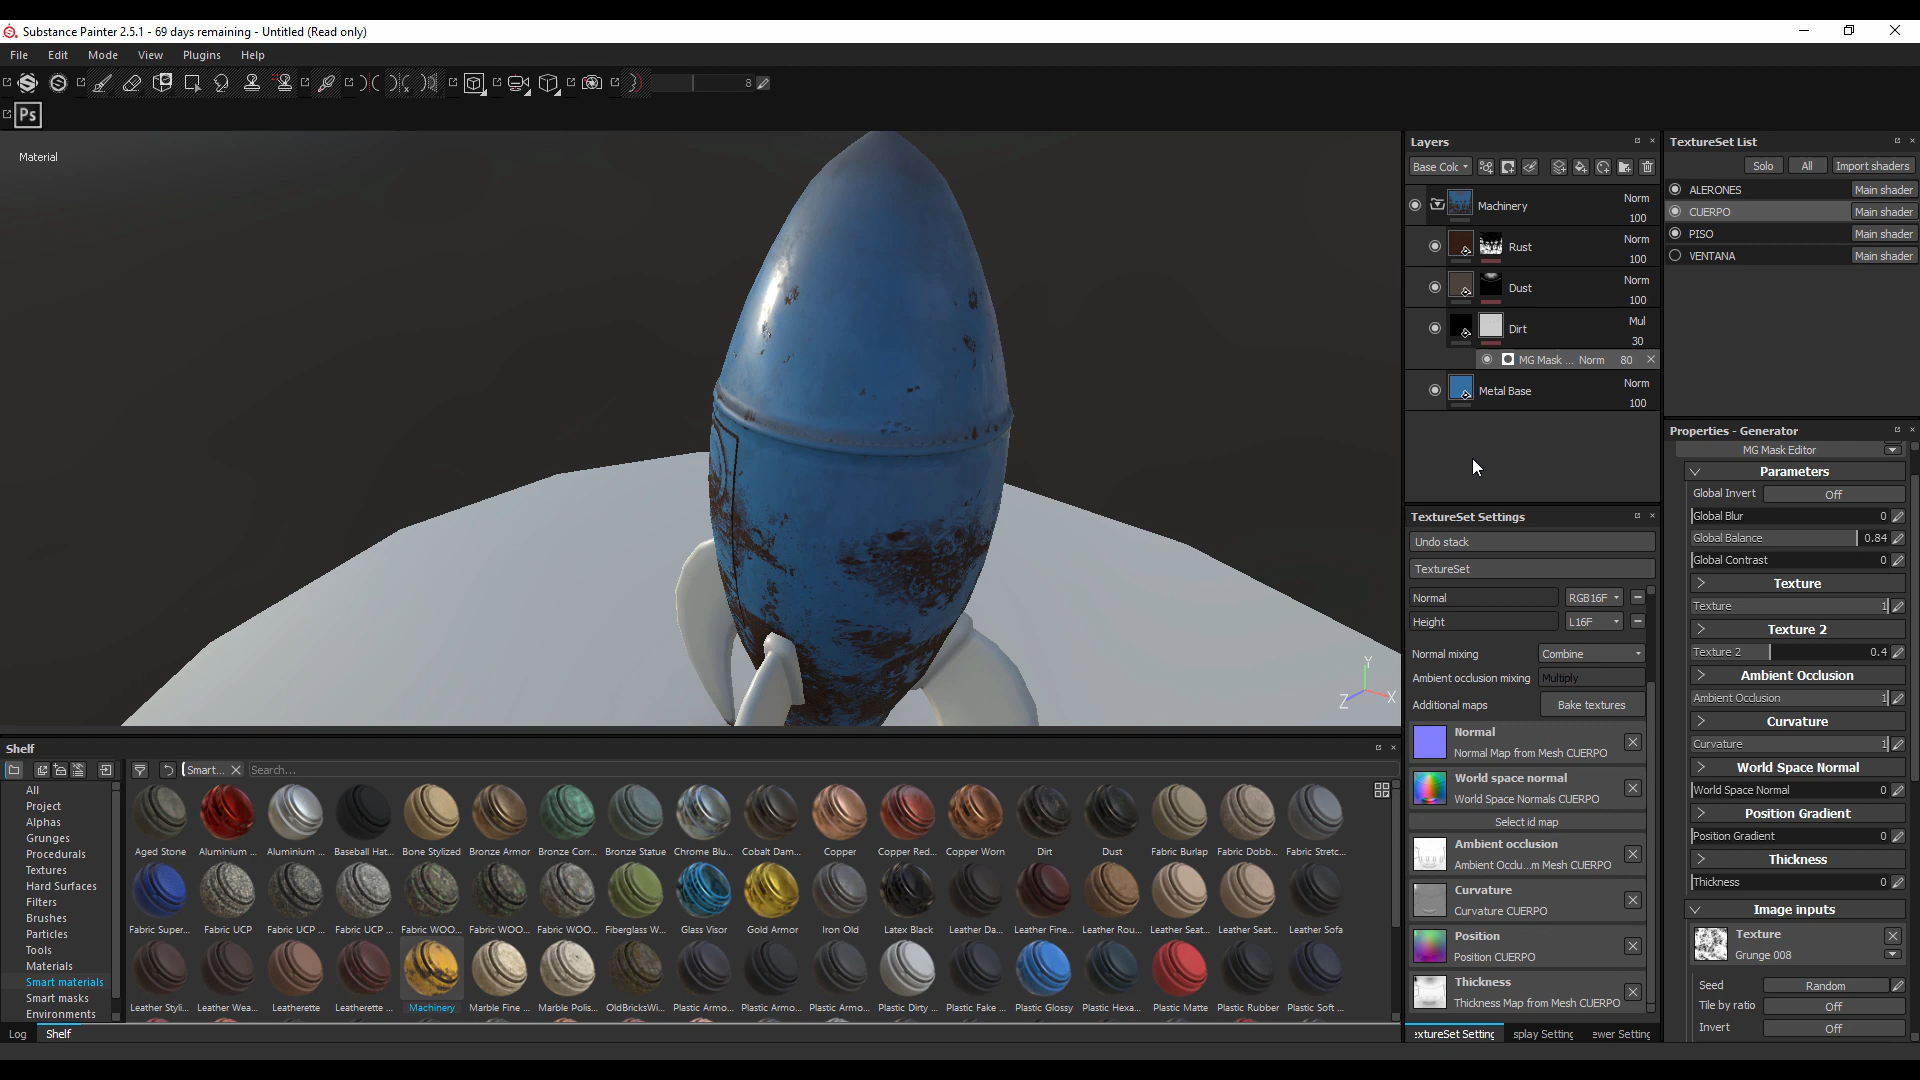 Substance Painter 2.5.1 - 69 days remaining - Untitled (Read only)
File Edit Mode View Plugins Help
8
Ps
Material
Y
Z X
Layers
Base Colc
Machinery Norm 100
Rust Norm 100
Dust Norm 100
Dirt Mul 30
MG Mask ... Norm 80
Metal Base Norm 100
TextureSet List
Solo All Import shaders
ALERONES Main shader
CUERPO Main shader
PISO Main shader
VENTANA Main shader
TextureSet Settings
Undo stack
TextureSet
Normal RGB16F
Height L16F
Normal mixing Combine
Ambient occlusion mixing Multiply
Additional maps Bake textures
Normal
Normal Map from Mesh CUERPO
World space normal
World Space Normals CUERPO
Select id map
Ambient occlusion
Ambient Occlu...m Mesh CUERPO
Curvature
Curvature CUERPO
Position
Position CUERPO
Thickness
Thickness Map from Mesh CUERPO
extureSet Setting splay Setting ewer Setting
Properties - Generator
MG Mask Editor
Parameters
Global Invert Off
Global Blur 0
Global Balance 0.84
Global Contrast 0
Texture
Texture 1
Texture 2
Texture 2 0.4
Ambient Occlusion
Ambient Occlusion 1
Curvature
Curvature 1
World Space Normal
World Space Normal 0
Position Gradient
Position Gradient 0
Thickness
Thickness 0
Image inputs
Texture
Grunge 008
Seed Random
Tile by ratio Off
Invert Off
Shelf
Smart... Search...
All
Project
Alphas
Grunges
Procedurals
Textures
Hard Surfaces
Filters
Brushes
Particles
Tools
Materials
Smart materials
Smart masks
Environments
Aged Stone Aluminium ... Aluminium ... Baseball Hat... Bone Stylized Bronze Armor Bronze Corr... Bronze Statue Chrome Blu... Cobalt Dam... Copper Copper Red... Copper Worn Dirt Dust Fabric Burlap Fabric Dobb... Fabric Stretc...
Fabric Super... Fabric UCP Fabric UCP ... Fabric UCP ... Fabric WOO... Fabric WOO... Fabric WOO... Fiberglass W... Glass Visor Gold Armor Iron Old Latex Black Leather Da... Leather Fine... Leather Rou... Leather Seat... Leather Seat... Leather Sofa
Leather Styli... Leather Wea... Leatherette Leatherette ... Machinery Marble Fine ... Marble Polis... OldBricksWi... Plastic Armo... Plastic Armo... Plastic Armo... Plastic Dirty ... Plastic Fake ... Plastic Glossy Plastic Hexa... Plastic Matte Plastic Rubber Plastic Soft ...
Log Shelf